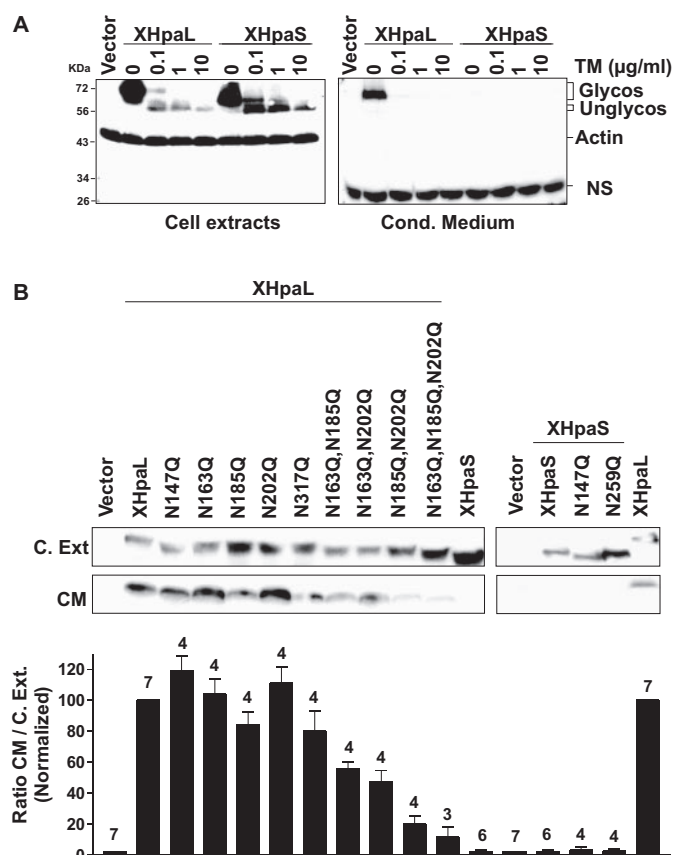 A
XHpaL XHpaS XHpaL XHpaS
Vector 0 0.1 1 10 0 0.1 1 10 Vector 0 0.1 1 10 0 0.1 1 10 TM (µg/ml)
KDa
72
56
43
34
26
Glycos
Unglycos
Actin
NS
Cell extracts Cond. Medium
B
XHpaL
XHpaS
Vector XHpaL N147Q N163Q N185Q N202Q N317Q N163Q,N185Q N163Q,N202Q N185Q,N202Q N163Q,N185Q,N202Q XHpaS Vector XHpaS N147Q N259Q XHpaL
C. Ext
CM
Ratio CM / C. Ext.
(Normalized)
120
100
80
60
40
20
0
7 7 4 4 4 4 4 4 4 4 3 6 7 6 4 4 7